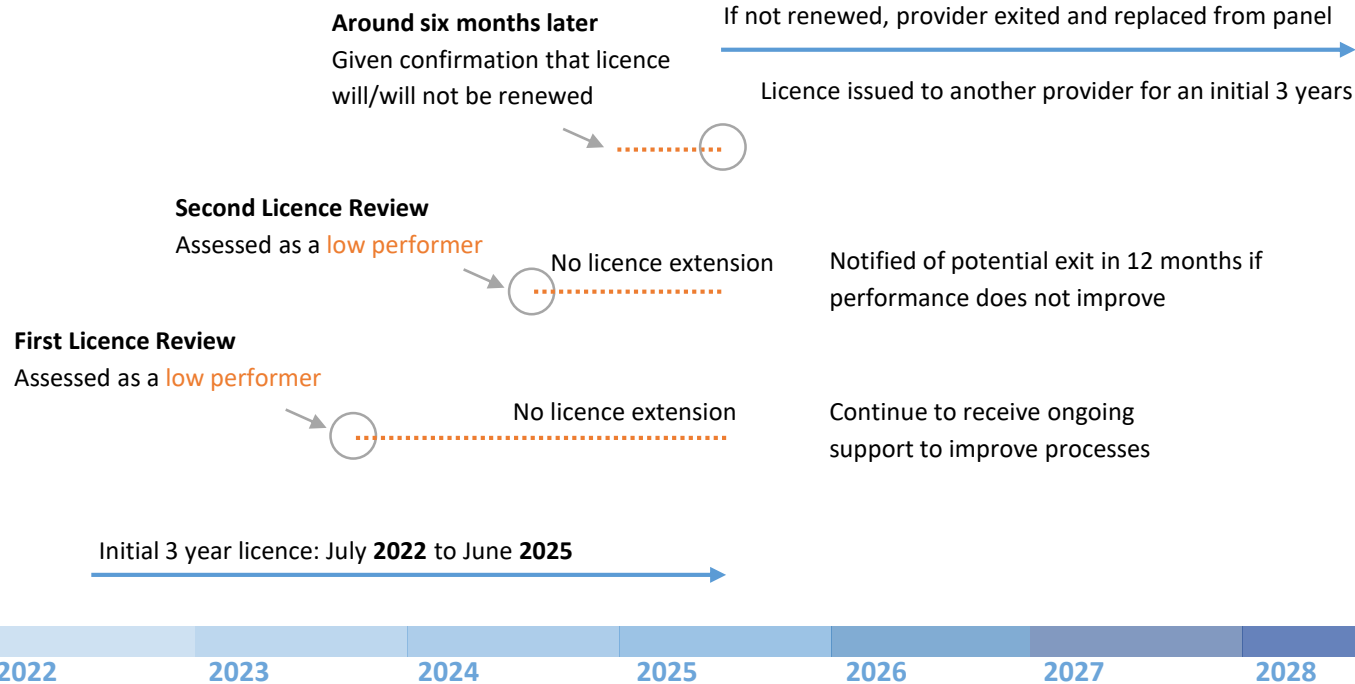 Around six months later
Given confirmation that licence
will/will not be renewed
If not renewed, provider exited and replaced from panel
Licence issued to another provider for an initial 3 years
Second Licence Review
Assessed as a low performer
No licence extension
Notified of potential exit in 12 months if
performance does not improve
First Licence Review
Assessed as a low performer
No licence extension
Continue to receive ongoing
support to improve processes
Initial 3 year licence: July 2022 to June 2025
2022 2023 2024 2025 2026 2027 2028